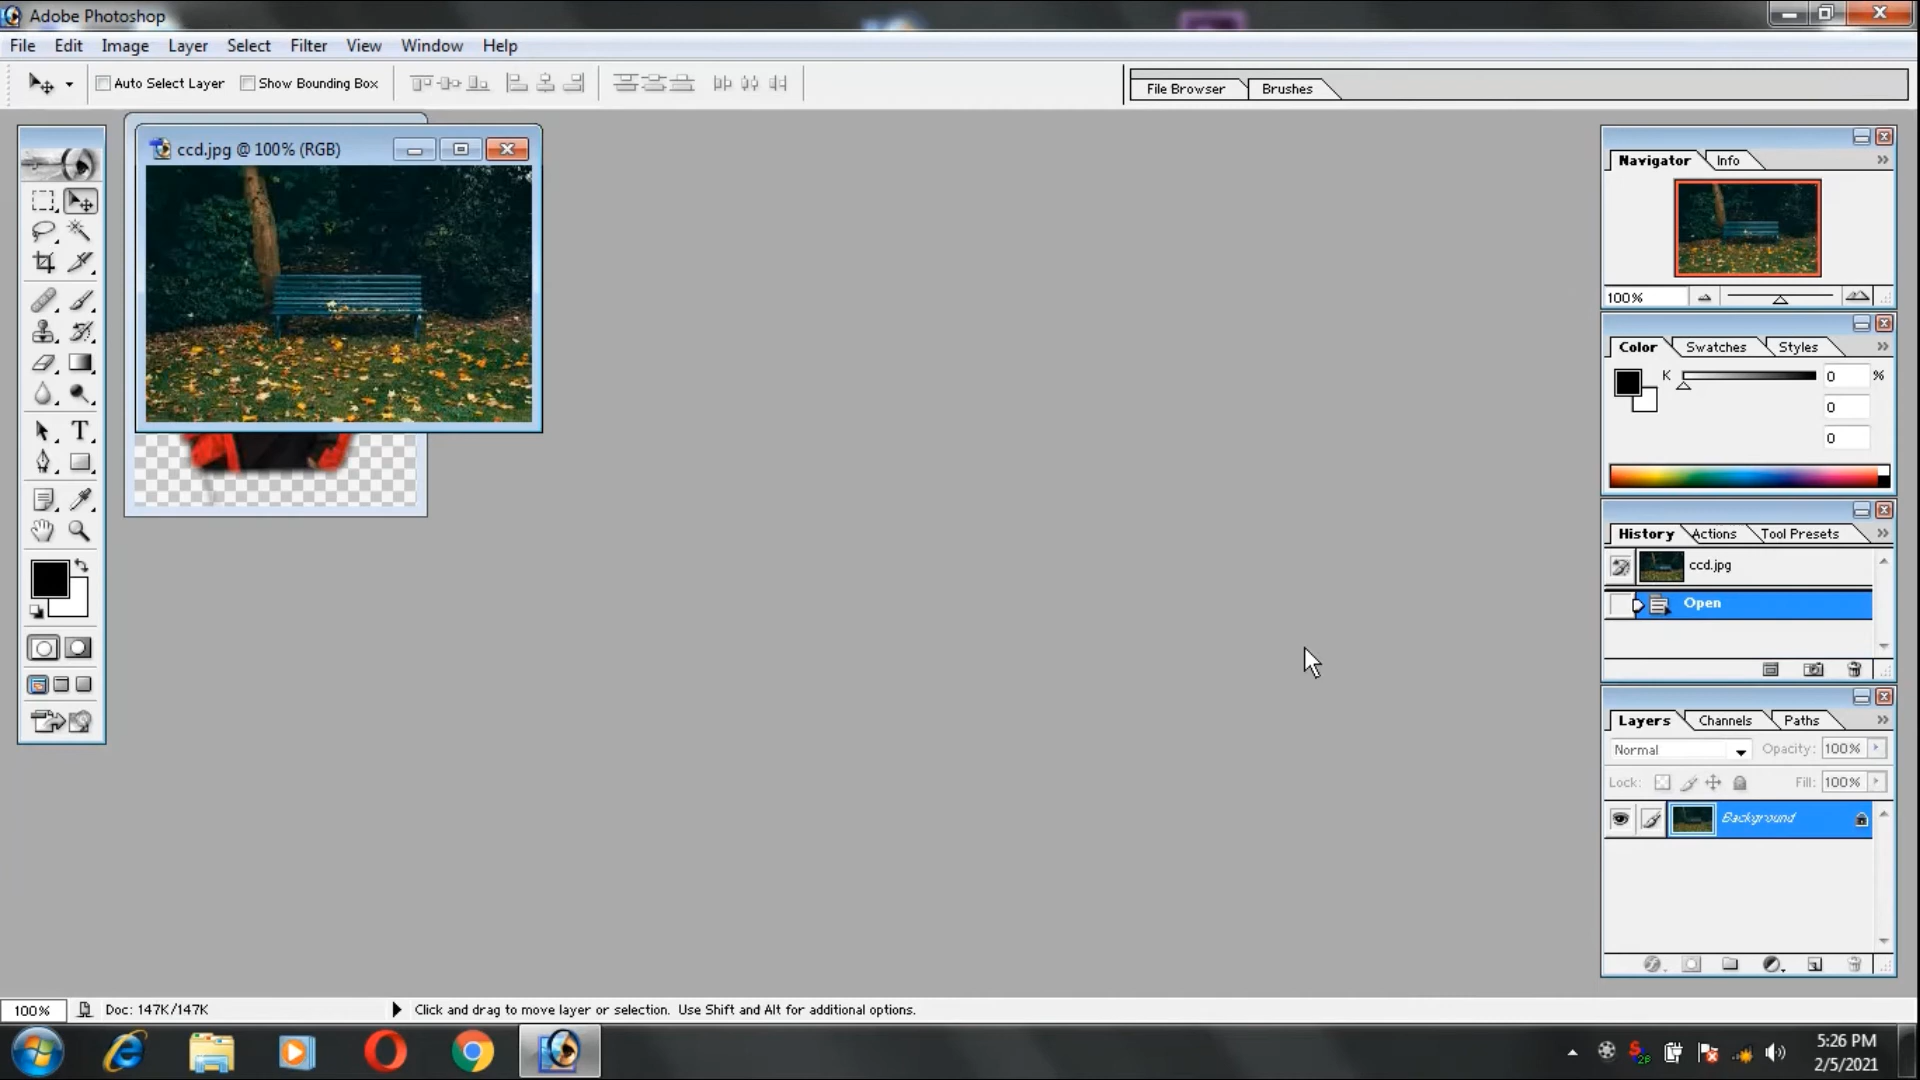 Adobe Photoshop
File Edit Image Layer Select Filter View Window Help
Auto Select Layer Show Bounding Box File Browser Brushes
ccd.jpg @ 100% (RGB)
Navigator Info
100%
Color Swatches Styles
K 0 %
0
0
T
History Actions Tool Presets
ccd.jpg
Open
Layers Channels Paths
Normal Opacity: 100%
Lock: Fill: 100%
Background
100% Doc: 147K/147K Click and drag to move layer or selection. Use Shift and Alt for additional options.
5:26 PM
2/5/2021